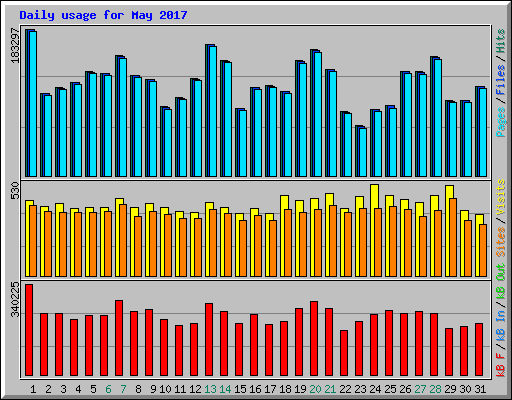 Daily usage for May 2017
183297
Pages / Files / Hits
530
Sites / Visits
340225
kB F / kB In / kB Out
1 2 3 4 5 6 7 8 9 10 11 12 13 14 15 16 17 18 19 20 21 22 23 24 25 26 27 28 29 30 31